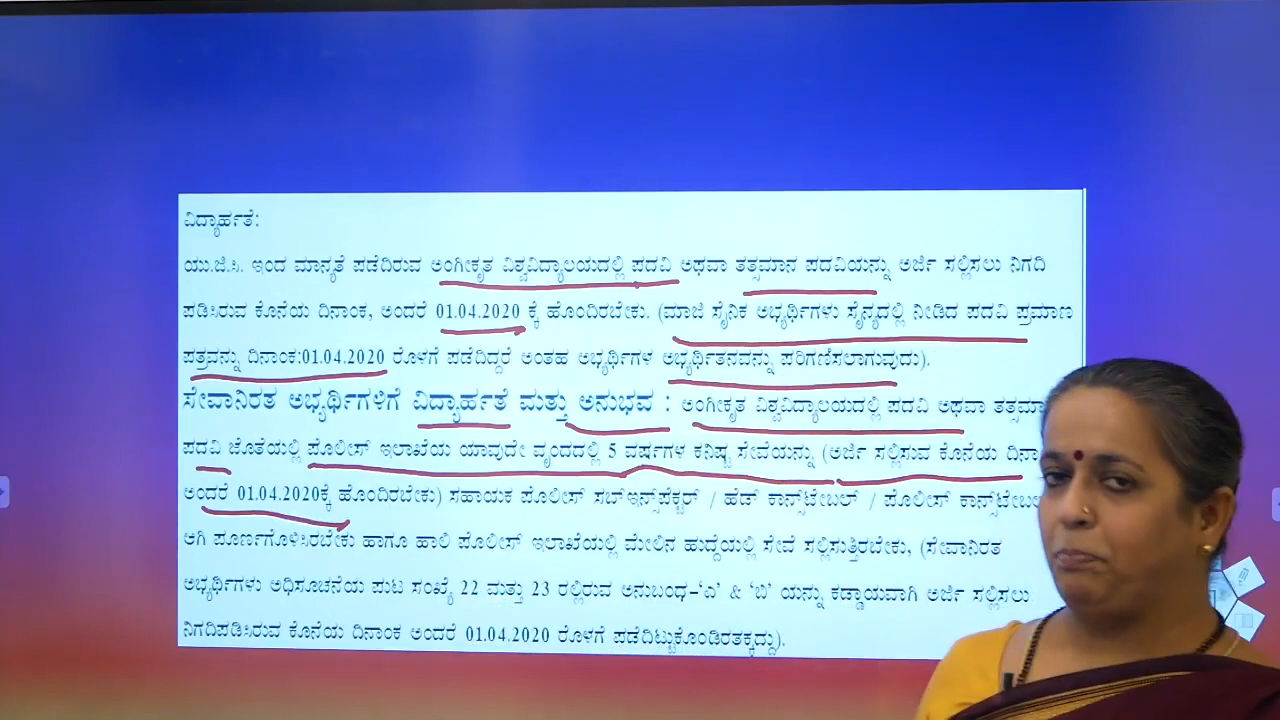 ವಿದ್ಯಾರ್ಹತೆ:
ಯು.ಜಿ.ಸಿ. ಇಂದ ಮಾನ್ಯತೆ ಪಡೆದಿರುವ ಅಂಗೀಕೃತ ವಿಶ್ವವಿದ್ಯಾಲಯದಲ್ಲಿ ಪದವಿ ಅಥವಾ ತತ್ಸಮಾನ ಪದವಿಯನ್ನು ಅರ್ಜಿ ಸಲ್ಲಿಸಲು ನಿಗದಿ
ಪಡಿಸಿರುವ ಕೊನೆಯ ದಿನಾಂಕ, ಅಂದರೆ 01.04.2020 ಕ್ಕೆ ಹೊಂದಿರಬೇಕು. (ಮಾಜಿ ಸೈನಿಕ ಅಭ್ಯರ್ಥಿಗಳು ಸೈನ್ಯದಲ್ಲಿ ನೀಡಿದ ಪದವಿ ಪ್ರಮಾಣ
ಪತ್ರವನ್ನು ದಿನಾಂಕ:01.04.2020 ರೊಳಗೆ ಪಡೆದಿದ್ದರೆ ಅಂತಹ ಅಭ್ಯರ್ಥಿಗಳ ಅಭ್ಯರ್ಥಿತನವನ್ನು ಪರಿಗಣಿಸಲಾಗುವುದು).
ಸೇವಾನಿರತ ಅಭ್ಯರ್ಥಿಗಳಿಗೆ ವಿದ್ಯಾರ್ಹತೆ ಮತ್ತು ಅನುಭವ : ಅಂಗೀಕೃತ ವಿಶ್ವವಿದ್ಯಾಲಯದಲ್ಲಿ ಪದವಿ ಅಥವಾ
ಪದವಿ ಜೊತೆಯಲ್ಲಿ ಪೊಲೀಸ್ ಇಲಾಖೆಯ ಯಾವುದೇ ವೃಂದದಲ್ಲಿ 5 ವರ್ಷಗಳ ಕನಿಷ್ಟ ಸೇವೆಯನ್ನು (ಅರ್ಜಿ ಸಲ್ಲಿಸುವ ಕೊನೆಯ
ಅಂದರೆ 01.04.2020ಕ್ಕೆ ಹೊಂದಿರಬೇಕು) ಸಹಾಯಕ ಪೊಲೀಸ್ ಸಬ್‌ಇನ್ಸ್‌ಪೆಕ್ಟರ್ / ಹೆಡ್ ಕಾನ್ಸ್‌ಟೇಬಲ್ / ಪೊಲೀಸ್
ಆಗಿ ಪೂರ್ಣಗೊಳಿಸಿರಬೇಕು ಹಾಗೂ ಹಾಲಿ ಪೊಲೀಸ್ ಇಲಾಖೆಯಲ್ಲಿ ಮೇಲಿನ ಹುದ್ದೆಯಲ್ಲಿ ಸೇವೆ ಸಲ್ಲಿಸುತ್ತಿರಬೇಕು, (ಸೇವಾನಿರತ
ಅಭ್ಯರ್ಥಿಗಳು ಅಧಿಸೂಚನೆಯ ಪುಟ ಸಂಖ್ಯೆ 22 ಮತ್ತು 23 ರಲ್ಲಿರುವ ಅನುಬಂಧ-'ಎ' & 'ಬಿ' ಯನ್ನು ಕಡ್ಡಾಯವಾಗಿ ಅರ್ಜಿ ಸಲ್ಲಿಸಲು
ನಿಗದಿಪಡಿಸಿರುವ ಕೊನೆಯ ದಿನಾಂಕ ಅಂದರೆ 01.04.2020 ರೊಳಗೆ ಪಡೆದಿಟ್ಟುಕೊಂಡಿರತಕ್ಕದ್ದು).